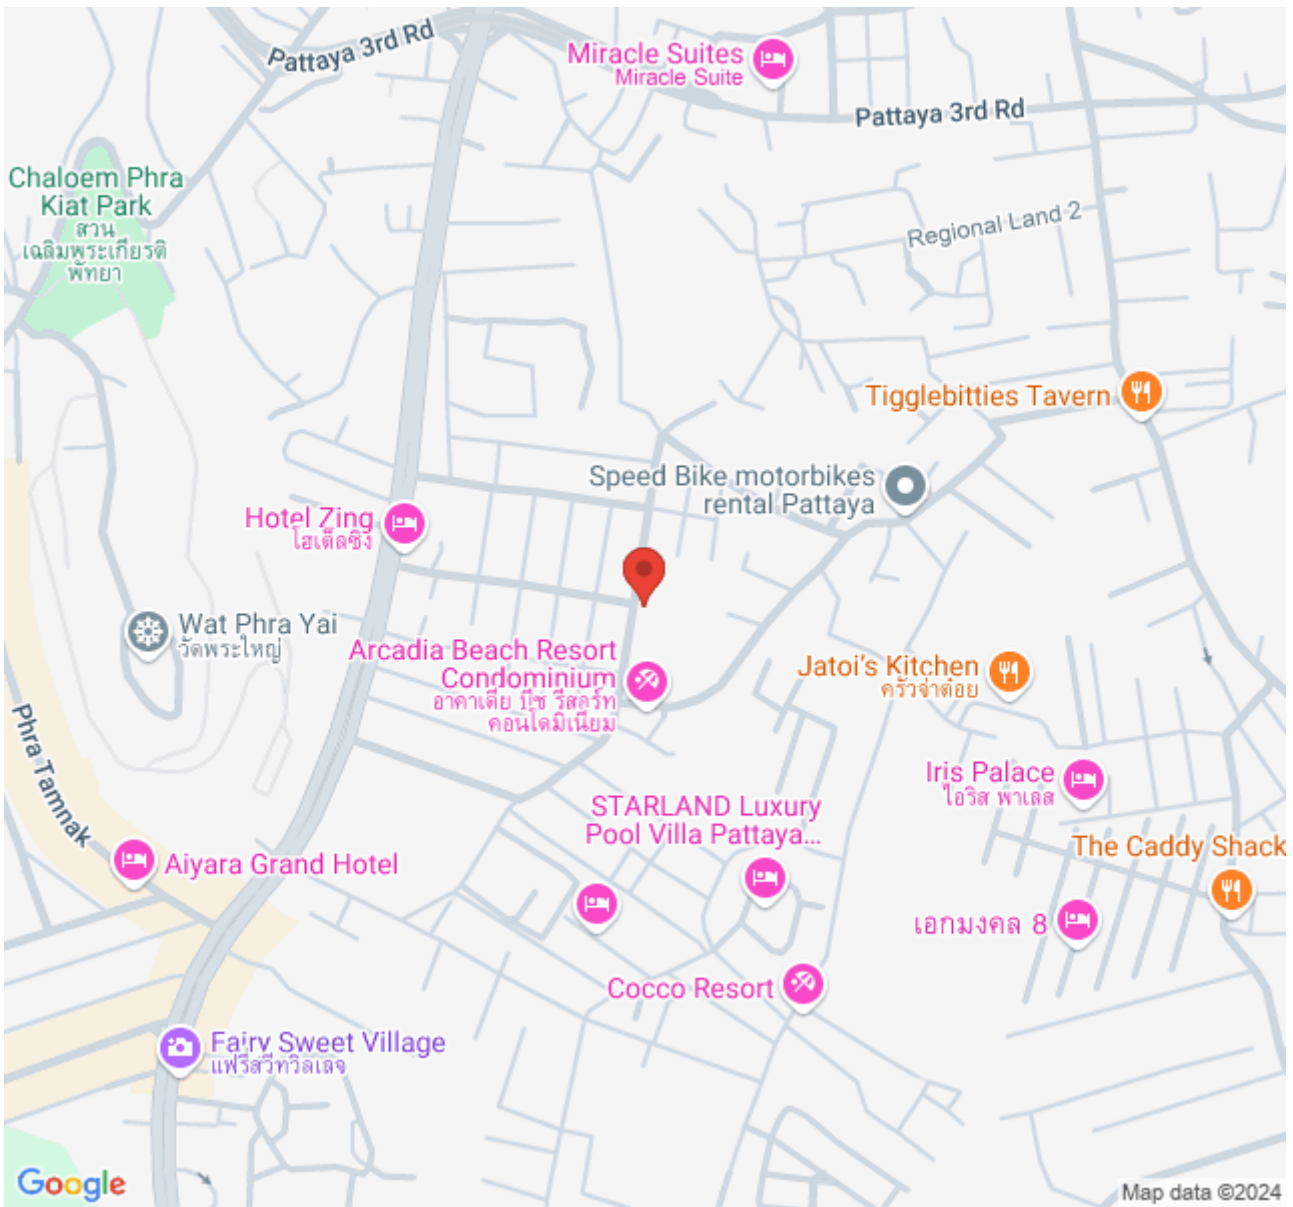 Pattaya 3rd Rd
Miracle Suites
Miracle Suite
Pattaya 3rd Rd
Chaloem Phra
Kiat Park
สวน
เฉลิมพระเกียรติ
พัทยา
Regional Land 2
Tigglebitties Tavern
Speed Bike motorbikes
rental Pattaya
Hotel Zing
โฮเต็ลซิง
Wat Phra Yai
วัดพระใหญ่
Arcadia Beach Resort
Condominium
อาคาเดีย บีช รีสอร์ท
คอนโดมิเนียม
Jatoi's Kitchen
ครัวจ่าต๋อย
Phra Tamnak
Iris Palace
ไอริส พาเลส
STARLAND Luxury
Pool Villa Pattaya...
The Caddy Shack
Aiyara Grand Hotel
เอกมงคล 8
Cocco Resort
Fairy Sweet Village
แฟรี่สวีทวิลเลจ
Google
Map data ©2024